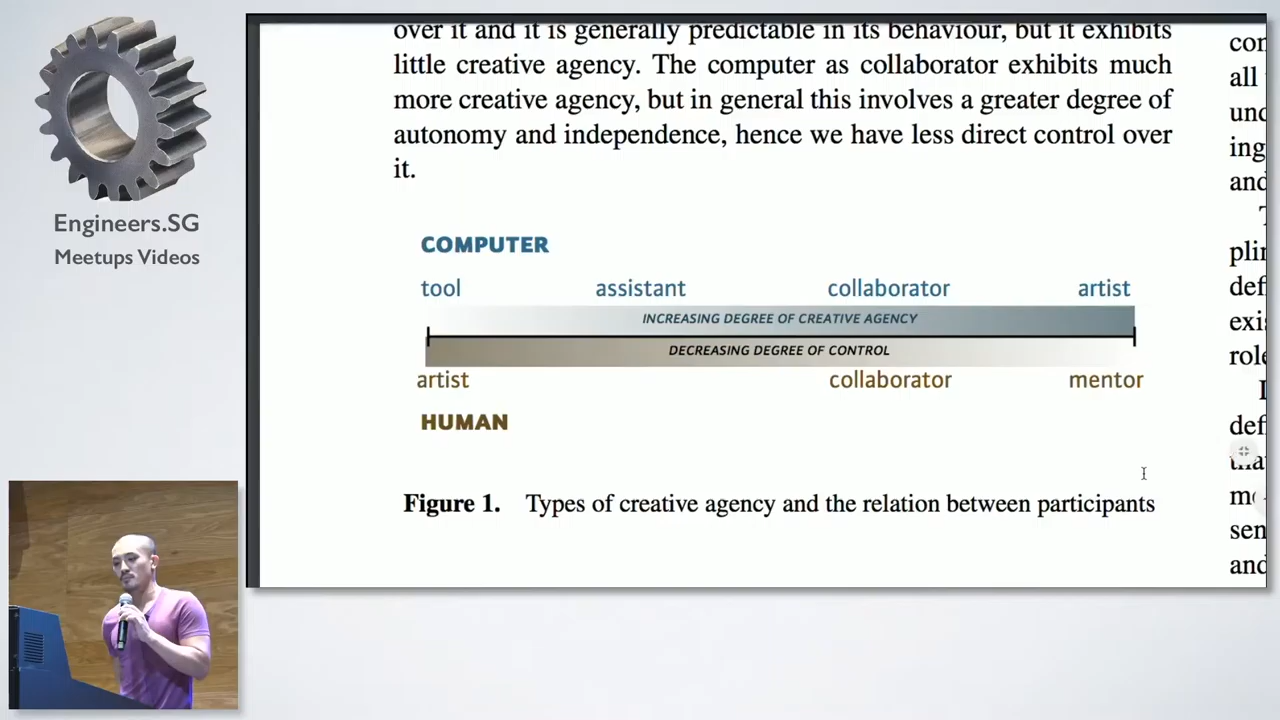 Engineers.SG
Meetups Videos
over it and it is generally predictable in its behaviour, but it exhibits
little creative agency. The computer as collaborator exhibits much
more creative agency, but in general this involves a greater degree of
autonomy and independence, hence we have less direct control over
it.
COMPUTER
tool assistant collaborator artist
INCREASING DEGREE OF CREATIVE AGENCY
DECREASING DEGREE OF CONTROL
artist collaborator mentor
HUMAN
Figure 1. Types of creative agency and the relation between participants
all
and